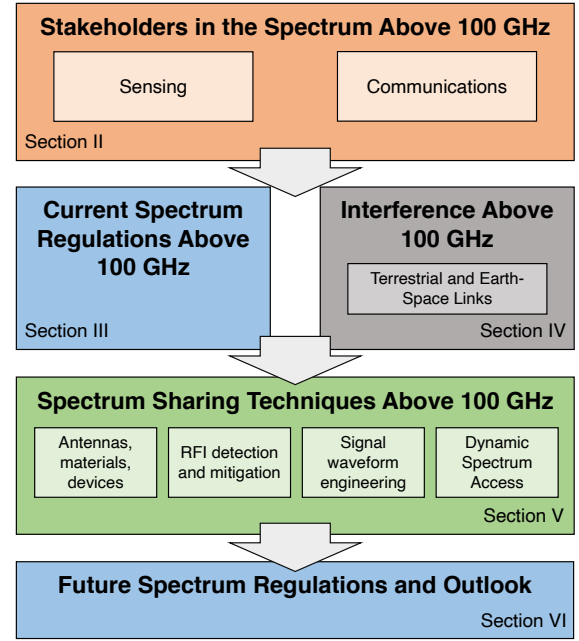 Stakeholders in the Spectrum Above 100 GHz
Sensing
Communications
Section II
Current Spectrum
Regulations Above
100 GHz
Section III
Interference Above
100 GHz
Terrestrial and Earth-
Space Links
Section IV
Spectrum Sharing Techniques Above 100 GHz
Antennas,
materials,
devices
RFI detection
and mitigation
Signal
waveform
engineering
Dynamic
Spectrum
Access
Section V
Future Spectrum Regulations and Outlook
Section VI